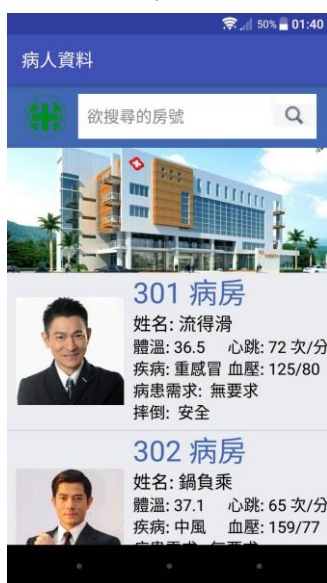 50% 01:40
病人資料
欲搜尋的房號
301 病房
姓名: 流得滑
體溫: 36.5 心跳: 72 次/分
疾病: 重感冒 血壓: 125/80
病患需求: 無要求
摔倒: 安全
302 病房
姓名: 鍋負乘
體溫: 37.1 心跳: 65 次/分
疾病: 中風 血壓: 159/77